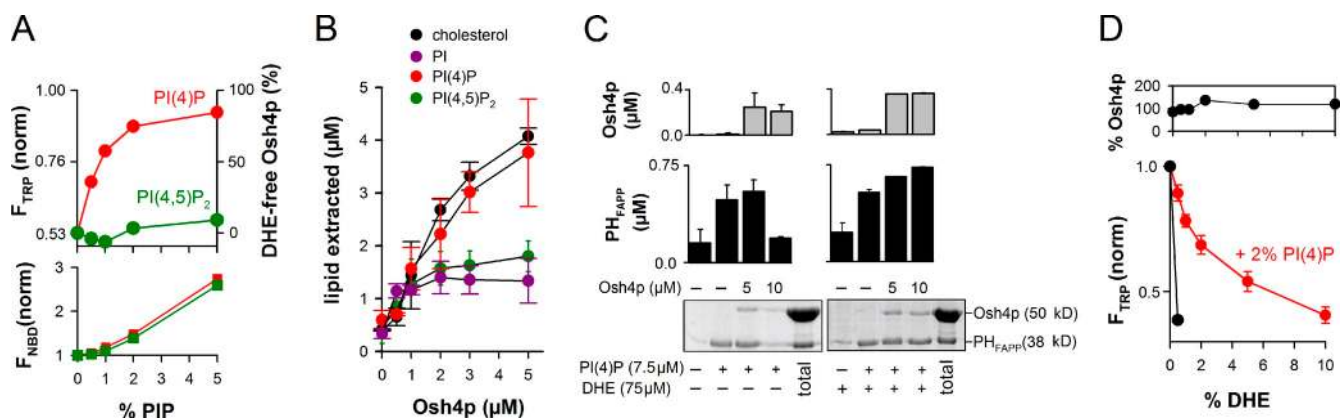 A
F_TRP (norm)
1.00
0.76
0.53
PI(4)P
PI(4,5)P₂
100
50
0
DHE-free Osh4p (%)
F_NBD(norm)
3
2
1
0 1 2 3 4 5
% PIP
B
cholesterol
PI
PI(4)P
PI(4,5)P₂
lipid extracted (µM)
5
4
3
2
1
0
0 1 2 3 4 5
Osh4p (µM)
C
Osh4p (µM)
0.4
0.0
PH_FAPP (µM)
0.75
0.0
Osh4p (µM) – – 5 10 – – 5 10
Osh4p (50 kD)
PH_FAPP (38 kD)
PI(4)P (7.5µM) – + + + total – + + + total
DHE (75µM) – – – – + + + +
D
% Osh4p
200
100
0
F_TRP (norm)
1.0
0.5
+ 2% PI(4)P
0 2 4 6 8 10
% DHE